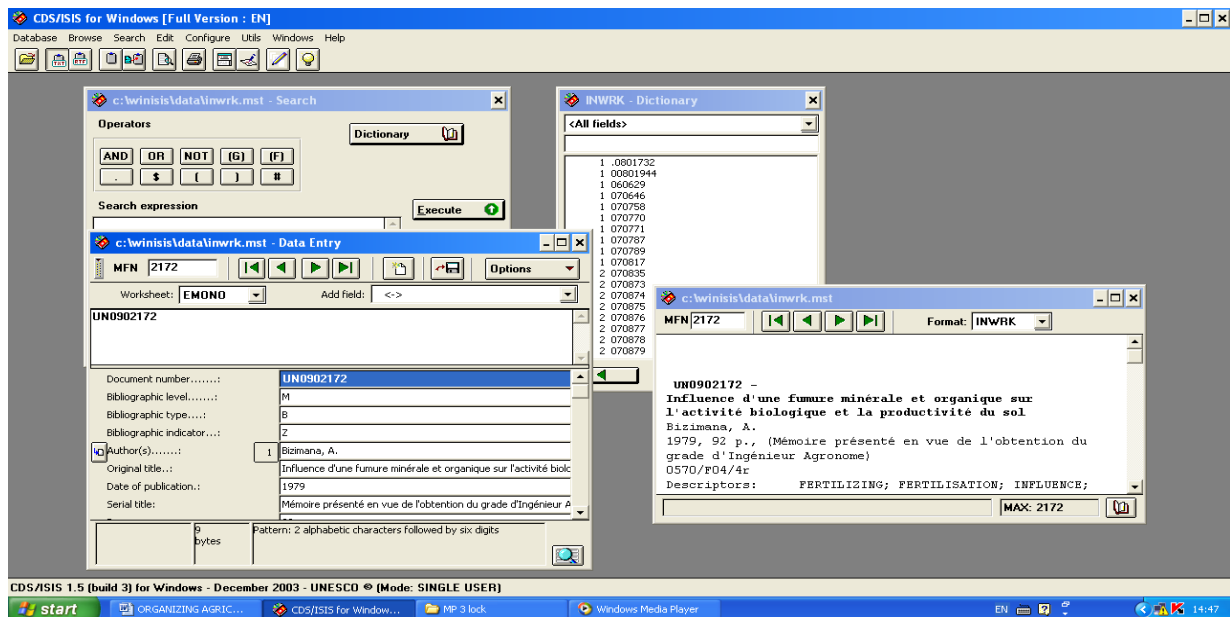 CDS/ISIS for Windows [Full Version : EN]
Database Browse Search Edit Configure Utils Windows Help
c:\winisis\data\inwrk.mst - Search
Operators
Dictionary
AND OR NOT (G) (F)
. $ ( ) #
Search expression
Execute
INWRK - Dictionary
<All fields>
1 .0801732
1 00801944
1 060629
1 070646
1 070758
1 070770
1 070771
1 070787
1 070789
1 070817
2 070835
2 070873
2 070874
2 070875
2 070876
2 070877
2 070878
2 070879
c:\winisis\data\inwrk.mst - Data Entry
MFN 2172 Options
Worksheet: EMONO Add field: <->
UN0902172
Document number.......: UN0902172
Bibliographic level.......: M
Bibliographic type....: B
Bibliographic indicator...: Z
Author(s).......: 1 Bizimana, A.
Original title..: Influence d'une fumure minérale et organique sur l'activité biolc
Date of publication.: 1979
Serial title: Mémoire présenté en vue de l'obtention du grade d'Ingénieur A
9 bytes
Pattern: 2 alphabetic characters followed by six digits
c:\winisis\data\inwrk.mst
MFN 2172 Format: INWRK
UN0902172 -
Influence d'une fumure minérale et organique sur
l'activité biologique et la productivité du sol
Bizimana, A.
1979, 92 p., (Mémoire présenté en vue de l'obtention du
grade d'Ingénieur Agronome)
0570/F04/4r
Descriptors: FERTILIZING; FERTILISATION; INFLUENCE;
MAX: 2172
CDS/ISIS 1.5 (build 3) for Windows - December 2003 - UNESCO © (Mode: SINGLE USER)
start ORGANIZING AGRIC... CDS/ISIS for Window... MP 3 lock Windows Media Player EN 14:47